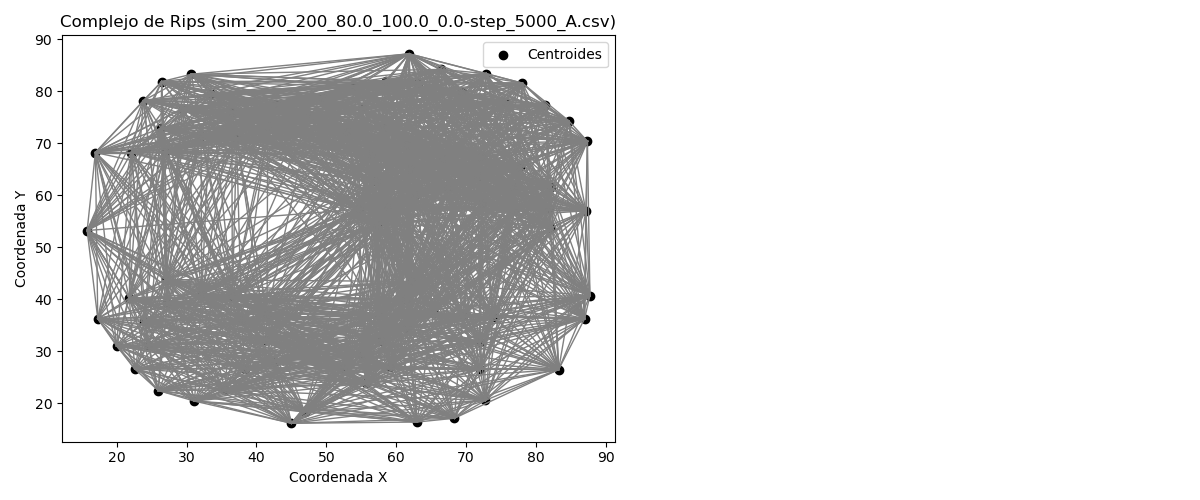 Complejo de Rips (sim_200_200_80.0_100.0_0.0-step_5000_A.csv)
Centroides
90
80
70
60
50
40
30
20
Coordenada Y
20 30 40 50 60 70 80 90
Coordenada X